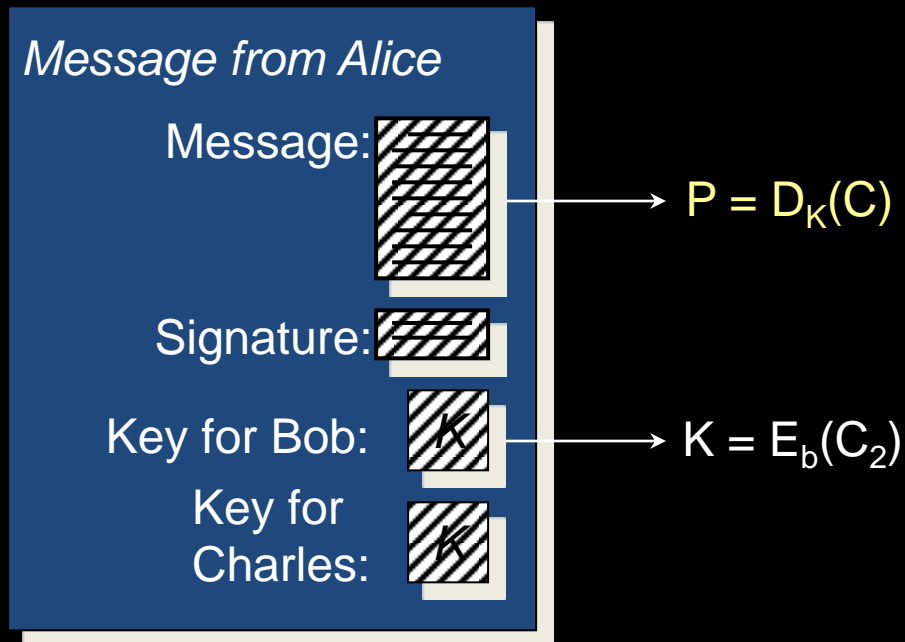 Message from Alice
Message:
P = D_K(C)
Signature:
Key for Bob:
K
K = E_b(C_2)
Key for
Charles:
K